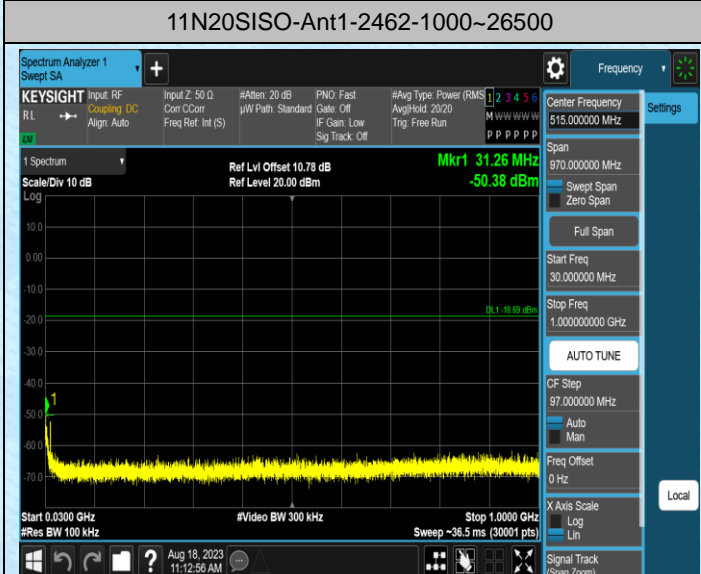 11N20SISO-Ant1-2462-1000~26500
Spectrum Analyzer 1
Swept SA
Frequency
KEYSIGHT
RL
LXI
Input: RF
Coupling: DC
Align: Auto
Input Z: 50 Ω
Corr CCorr
Freq Ref: Int (S)
#Atten: 20 dB
µW Path: Standard
PNO: Fast
Gate: Off
IF Gain: Low
Sig Track: Off
#Avg Type: Power (RMS
Avg|Hold: 20/20
Trig: Free Run
1 2 3 4 5 6
M W W W W W
P P P P P P
Settings
Center Frequency
515.000000 MHz
Span
970.000000 MHz
Swept Span
Zero Span
Full Span
Start Freq
30.000000 MHz
Stop Freq
1.000000000 GHz
AUTO TUNE
CF Step
97.000000 MHz
Auto
Man
Freq Offset
0 Hz
X Axis Scale
Log
Lin
Signal Track
(Span Zoom)
Local
1 Spectrum
Scale/Div 10 dB
Log
Ref Lvl Offset 10.78 dB
Ref Level 20.00 dBm
Mkr1 31.26 MHz
-50.38 dBm
10.0
0.00
-10.0
DL1 -18.69 dBm
-20.0
-30.0
-40.0
1
-50.0
-60.0
-70.0
Start 0.0300 GHz
#Video BW 300 kHz
Stop 1.0000 GHz
#Res BW 100 kHz
Sweep ~36.5 ms (30001 pts)
?
Aug 18, 2023
11:12:56 AM